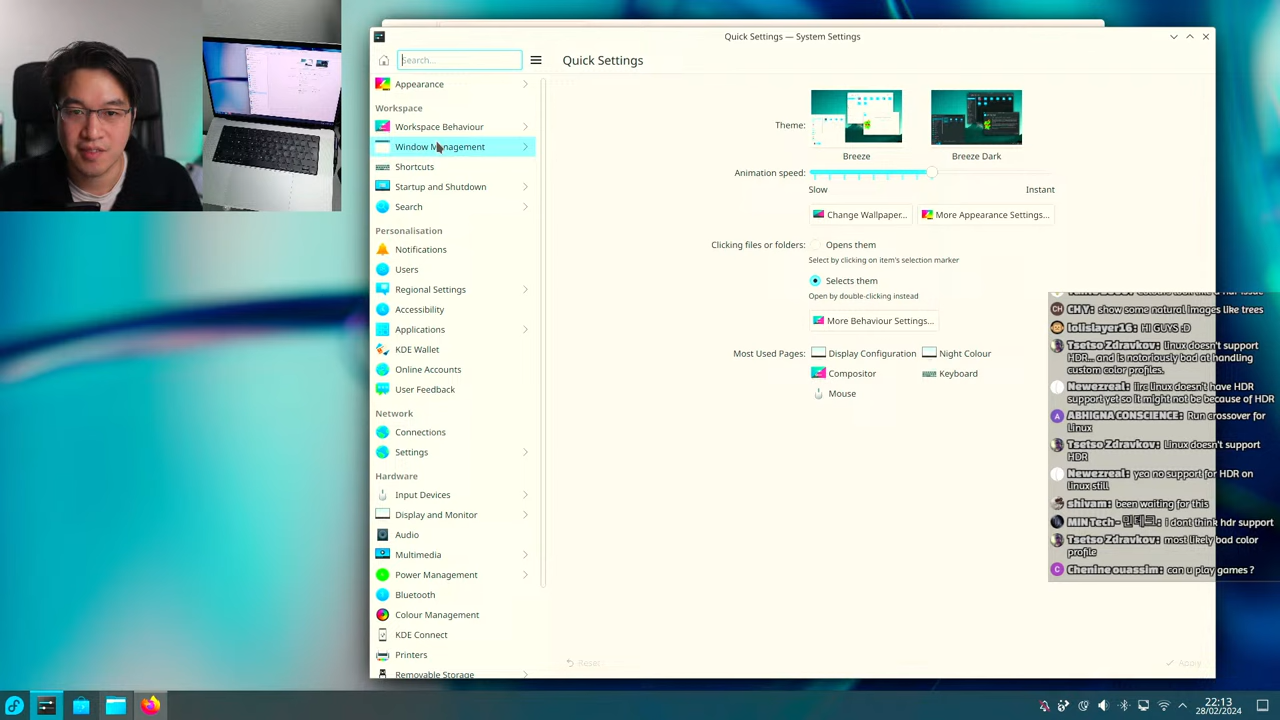 Quick Settings — System Settings
Search...
Quick Settings
Appearance
Workspace
Workspace Behaviour
Window Management
Shortcuts
Startup and Shutdown
Search
Personalisation
Notifications
Users
Regional Settings
Accessibility
Applications
KDE Wallet
Online Accounts
User Feedback
Network
Connections
Settings
Hardware
Input Devices
Display and Monitor
Audio
Multimedia
Power Management
Bluetooth
Colour Management
KDE Connect
Printers
Removable Storage
Theme:
Breeze
Breeze Dark
Animation speed:
Slow
Instant
Change Wallpaper...
More Appearance Settings...
Clicking files or folders:
Opens them
Select by clicking on item's selection marker
Selects them
Open by double-clicking instead
More Behaviour Settings...
Most Used Pages:
Display Configuration
Night Colour
Compositor
Keyboard
Mouse
Reset
Apply
CH
CHY: show some natural images like trees
lolislayer16: HI GUYS :D
Tsetso Zdravkov: linux doesn't support
HDR... and is notoriously bad at handling
custom color profiles.
Newezreal: iirc linux doesn't have HDR
support yet so it might not be because of HDR
A
ABHIGNA CONSCIENCE: Run crossover for
Linux
Tsetso Zdravkov: Linux doesn't support
HDR
Newezreal: yea no support for HDR on
linux still
shivam: been waiting for this
MIN Tech - 민테크: i dont think hdr support
Tsetso Zdravkov: most likely bad color
profile
C
Chenine ouassim: can u play games ?
22:13
28/02/2024